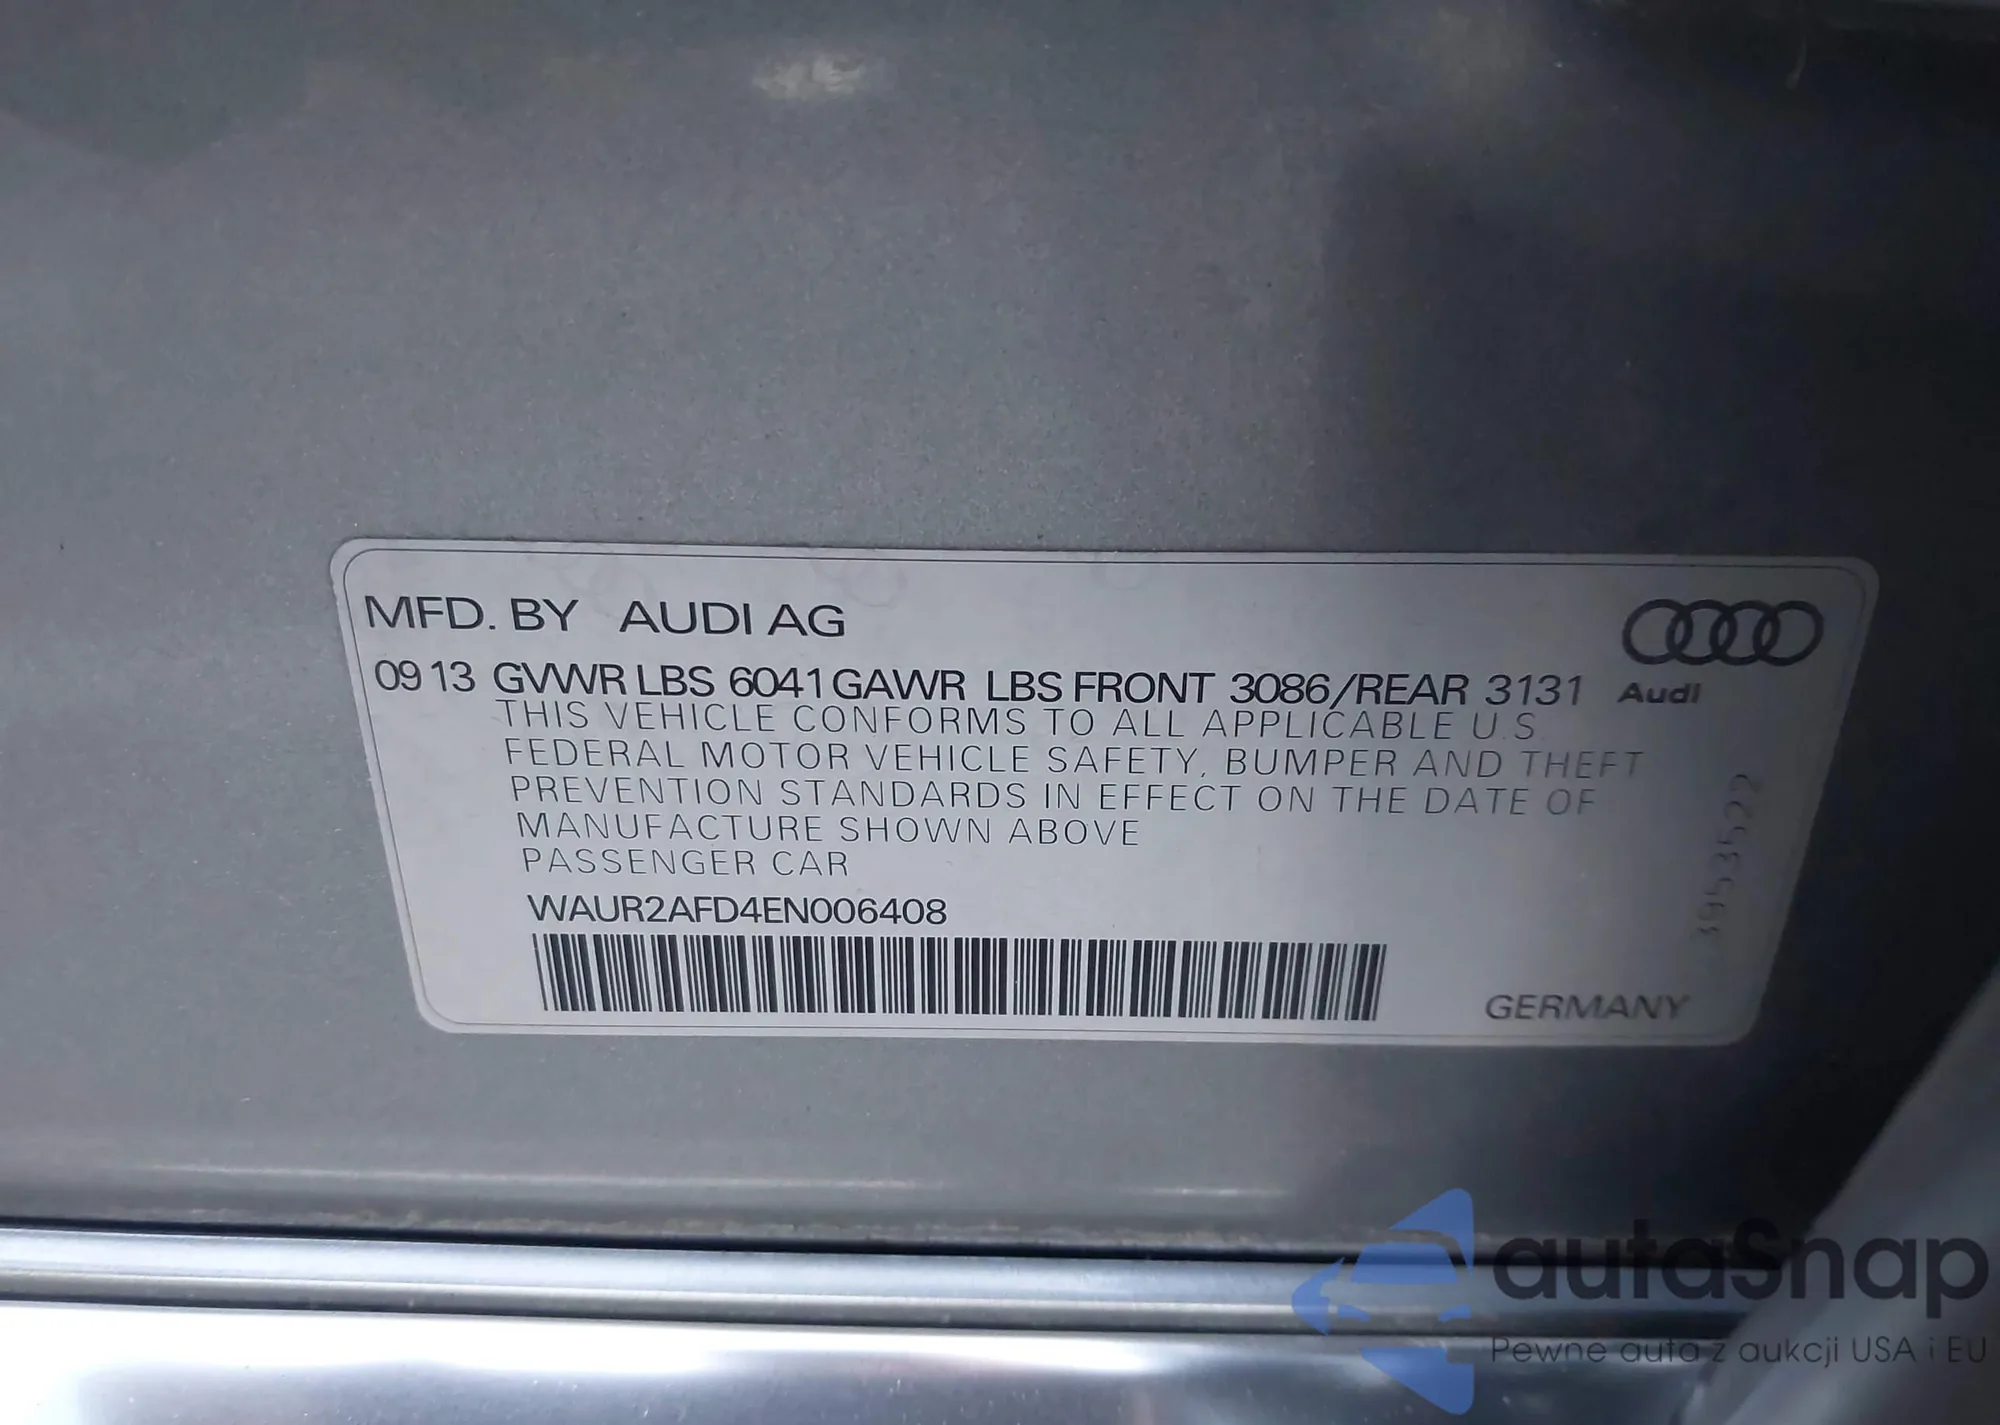 MFD. BY AUDI AG
09 13 GVWR LBS 6041 GAWR LBS FRONT 3086/REAR 3131
Audi
THIS VEHICLE CONFORMS TO ALL APPLICABLE U.S.
FEDERAL MOTOR VEHICLE SAFETY, BUMPER AND THEFT
PREVENTION STANDARDS IN EFFECT ON THE DATE OF
MANUFACTURE SHOWN ABOVE
PASSENGER CAR
WAUR2AFD4EN006408
3953522
GERMANY
autaSnap
Pewne auta z aukcji USA i EU